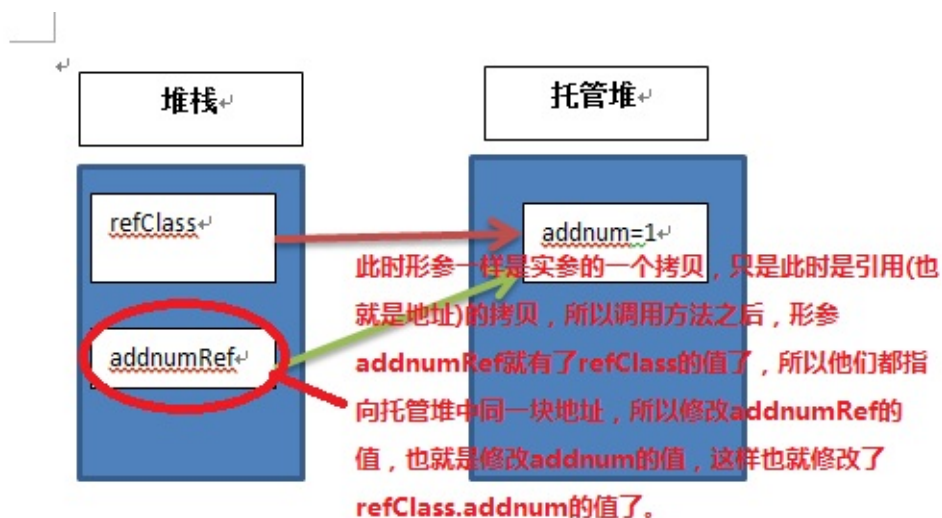 堆栈
托管堆
refClass
addnum=1
addnumRef
此时形参一样是实参的一个拷贝，只是此时是引用(也
就是地址)的拷贝，所以调用方法之后，形参
addnumRef就有了refClass的值了，所以他们都指
向托管堆中同一块地址，所以修改addnumRef的
值，也就是修改addnum的值，这样也就修改了
refClass.addnum的值了。